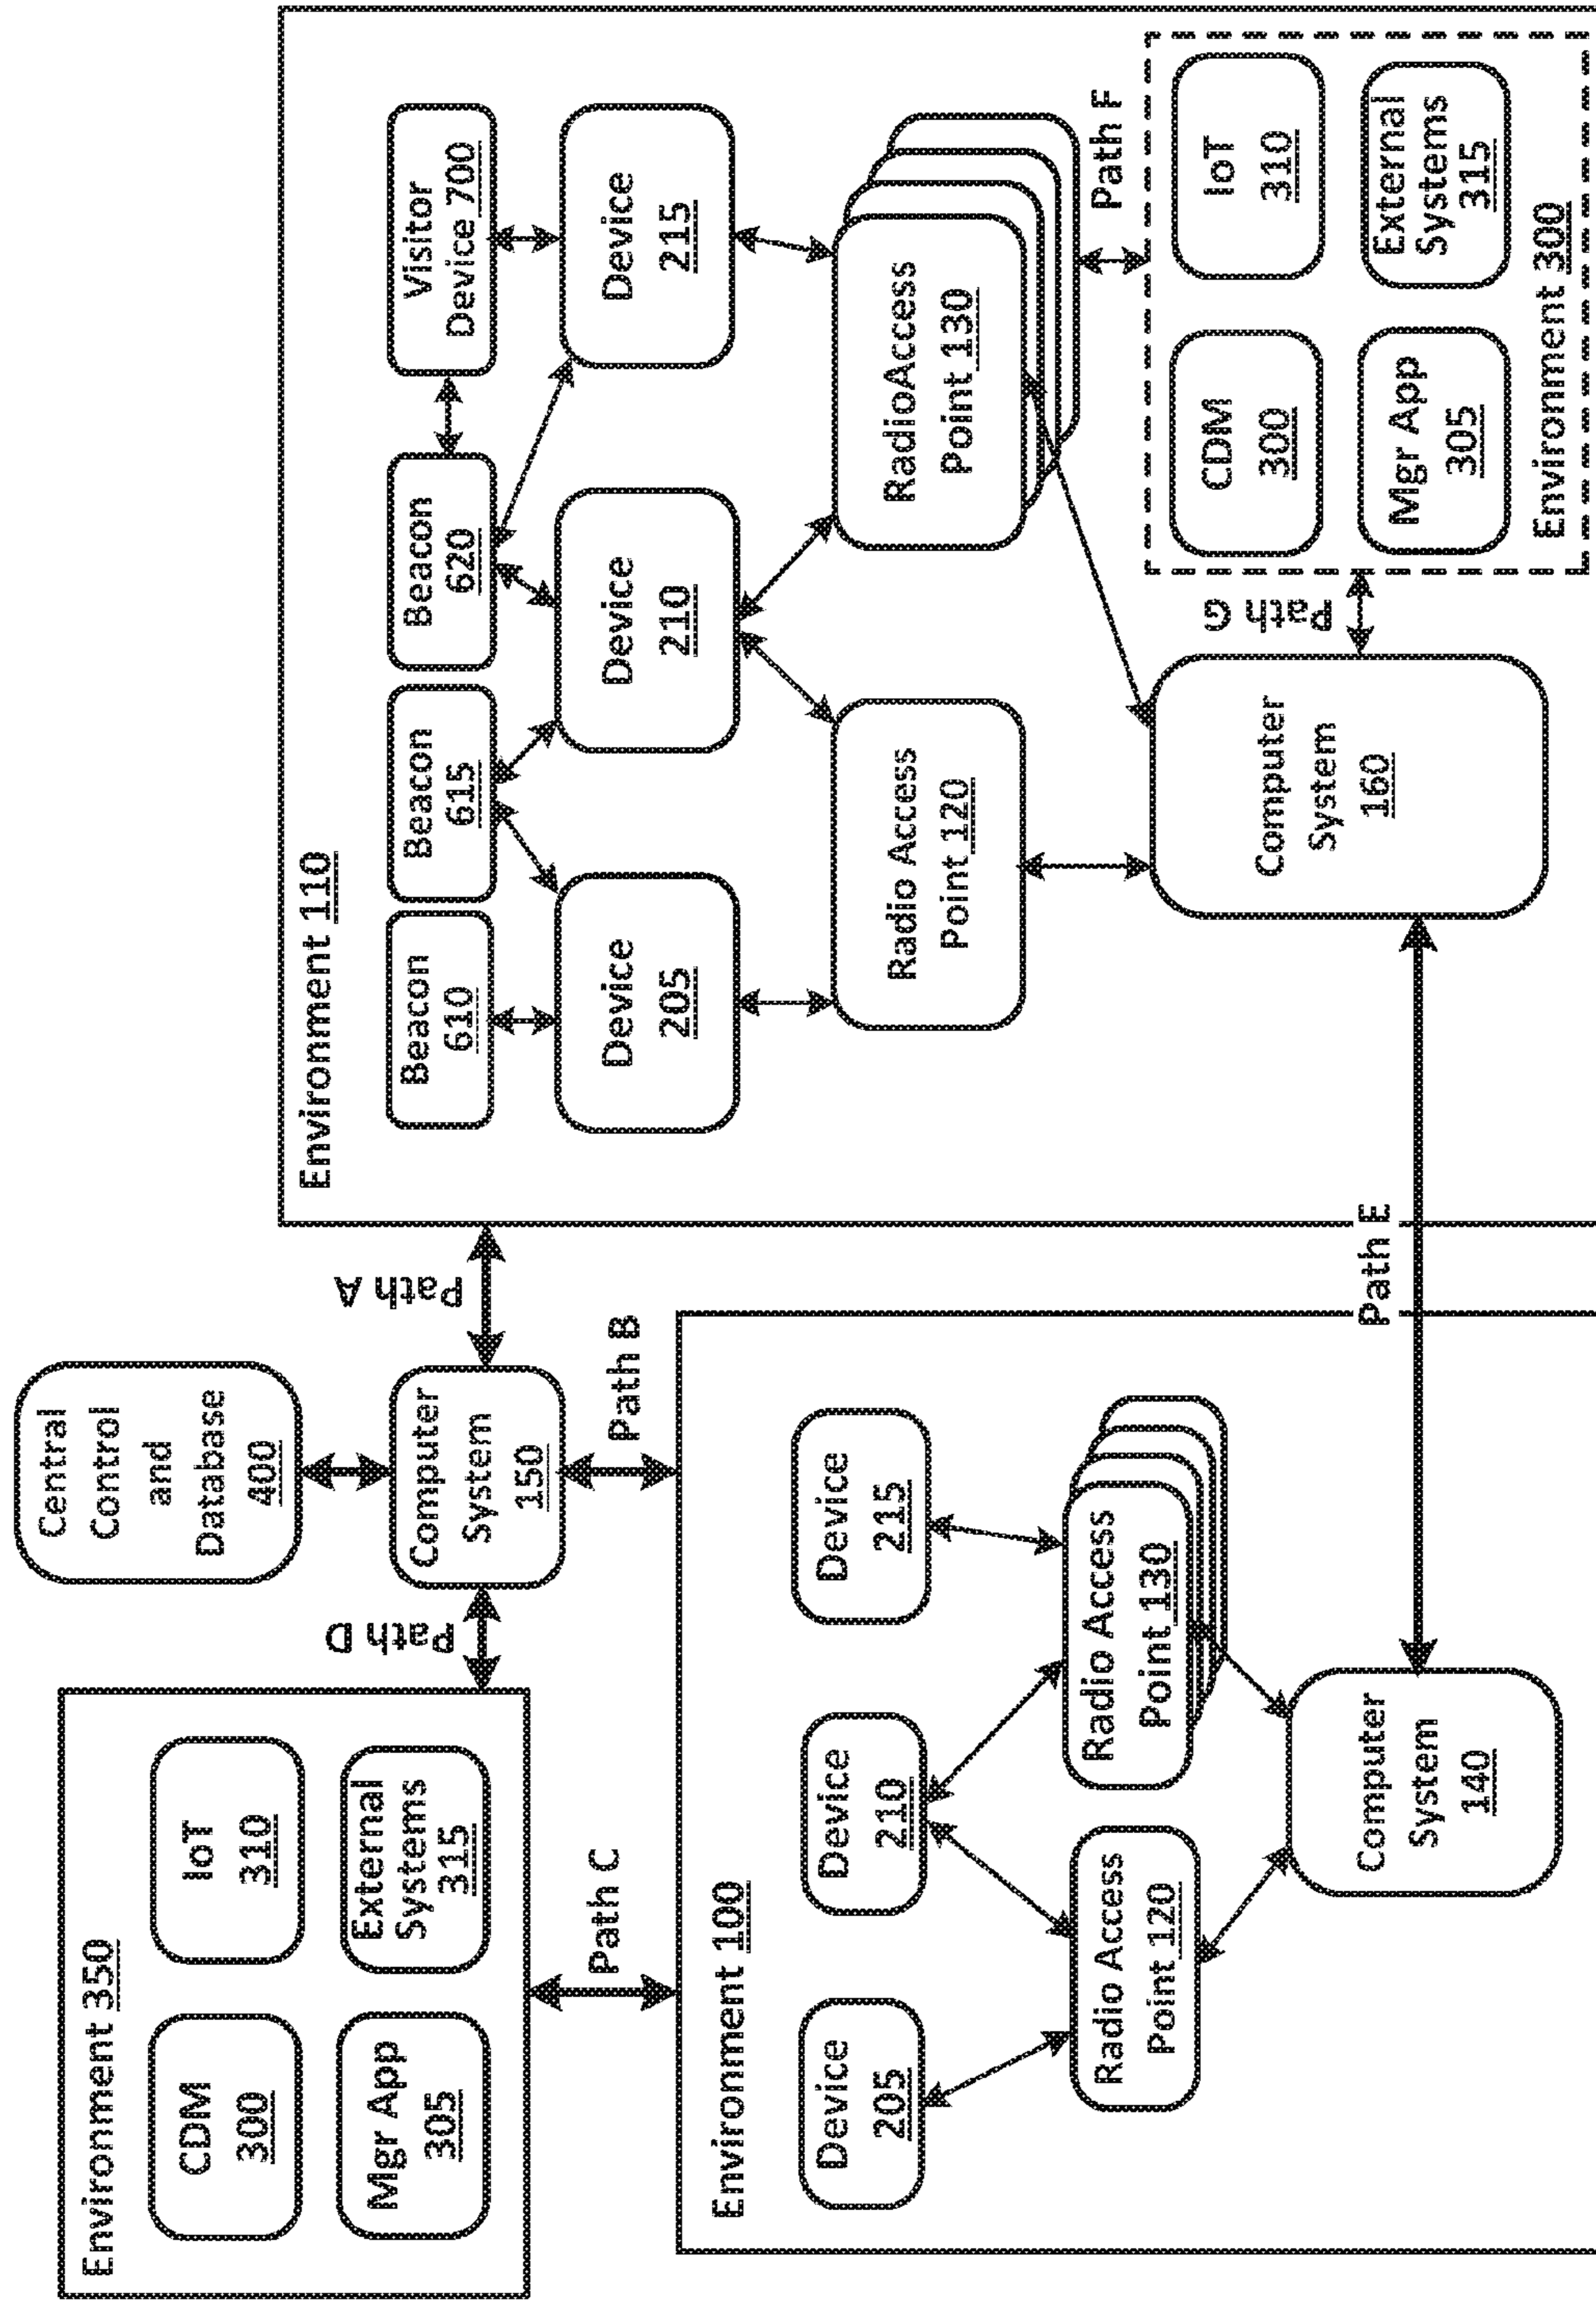 Environment 350
CDM
300
IoT
310
Mgr App
305
External
Systems
315
Path D
Path C
Central
Control
and
Database 400
Computer
System
150
Path A
Path B
Environment 100
Device
205
Device
210
Device
215
Radio Access
Point 120
Radio Access
Point 130
Computer
System
140
Path E
Environment 110
Beacon
610
Beacon
615
Beacon
620
Visitor
Device 700
Device
205
Device
210
Device
215
Radio Access
Point 120
RadioAccess
Point 130
Path F
Computer
System
160
Path G
CDM
300
IoT
310
Mgr App
305
External
Systems
315
Environment 300